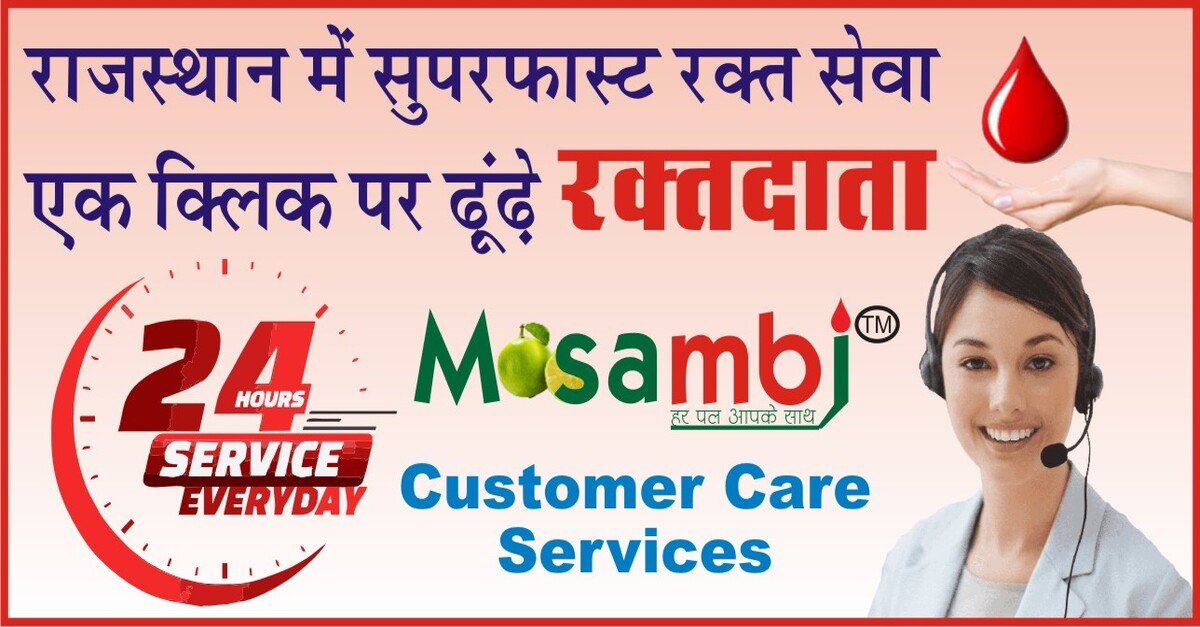 राजस्थान में सुपरफास्ट रक्त सेवा
एक क्लिक पर ढूंढ़े रक्तदाता
24
HOURS
SERVICE
EVERYDAY
Mosambi TM
हर पल आपके साथ
Customer Care
Services